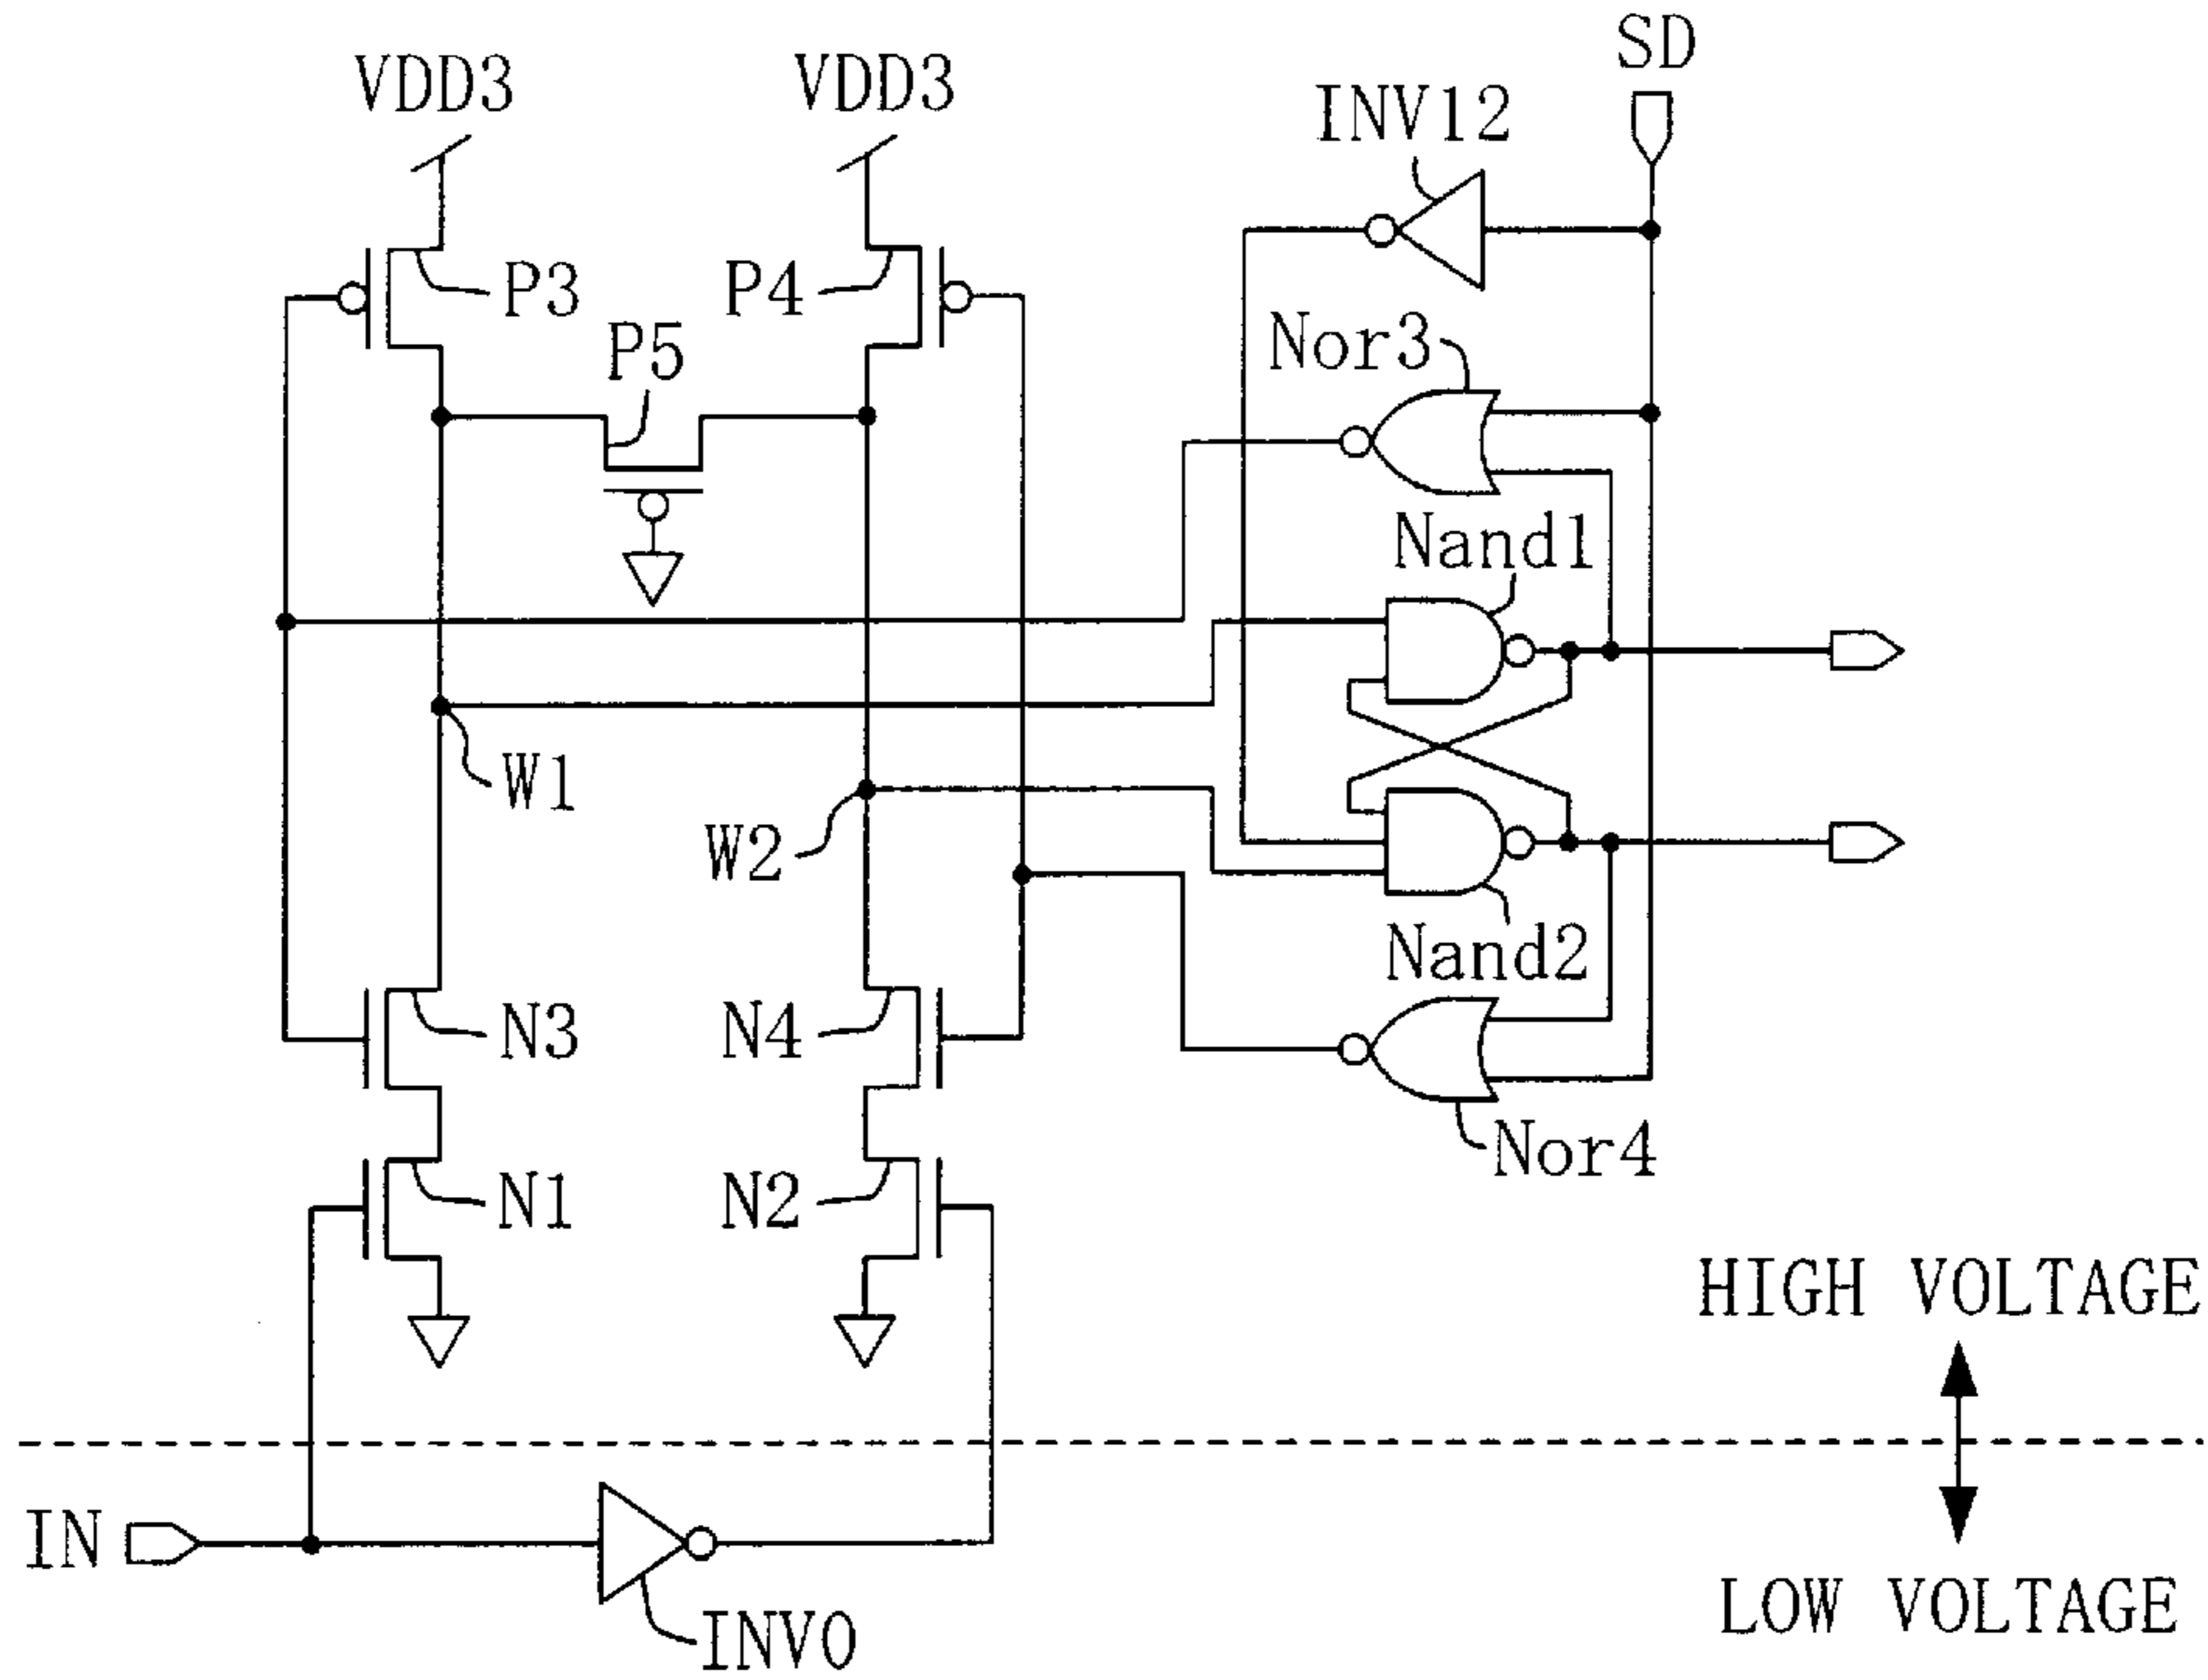 SD
VDD3
VDD3
INV12
P3
P4
P5
Nor3
Nand1
W1
W2
Nand2
N3
N4
Nor4
N1
N2
HIGH VOLTAGE
IN
INV0
LOW VOLTAGE